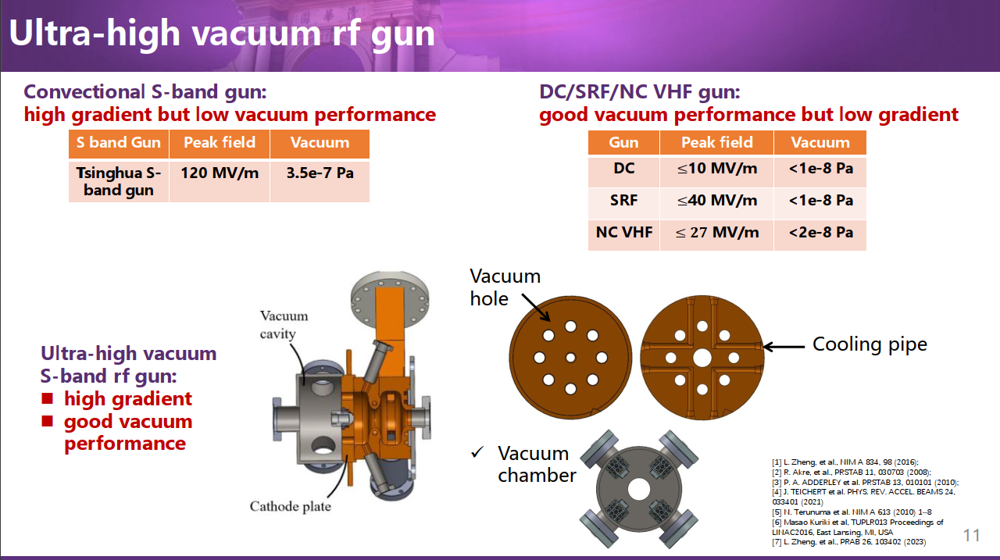 Ultra-high vacuum rf gun
Convectional S-band gun:
high gradient but low vacuum performance
S band Gun Peak field Vacuum
Tsinghua S-
band gun 120 MV/m 3.5e-7 Pa
DC/SRF/NC VHF gun:
good vacuum performance but low gradient
Gun Peak field Vacuum
DC ≤10 MV/m <1e-8 Pa
SRF ≤40 MV/m <1e-8 Pa
NC VHF ≤ 27 MV/m <2e-8 Pa
Ultra-high vacuum
S-band rf gun:
■ high gradient
■ good vacuum
performance
Vacuum
cavity
Cathode plate
Vacuum
hole
Cooling pipe
✓ Vacuum
chamber
[1] L. Zheng, et al., NIM A 834, 98 (2016);
[2] R. Akre, et al., PRSTAB 11, 030703 (2008);
[3] P. A. ADDERLEY et al. PRSTAB 13, 010101 (2010);
[4] J. TEICHERT et al. PHYS. REV. ACCEL. BEAMS 24,
033401 (2021)
[5] N. Terunuma et al. NIM A 613 (2010) 1–8
[6] Masao Kuriki et al, TUPLR013 Proceedings of
LINAC2016, East Lansing, MI, USA
[7] L. Zheng, et al., PRAB 26, 103402 (2023)
11